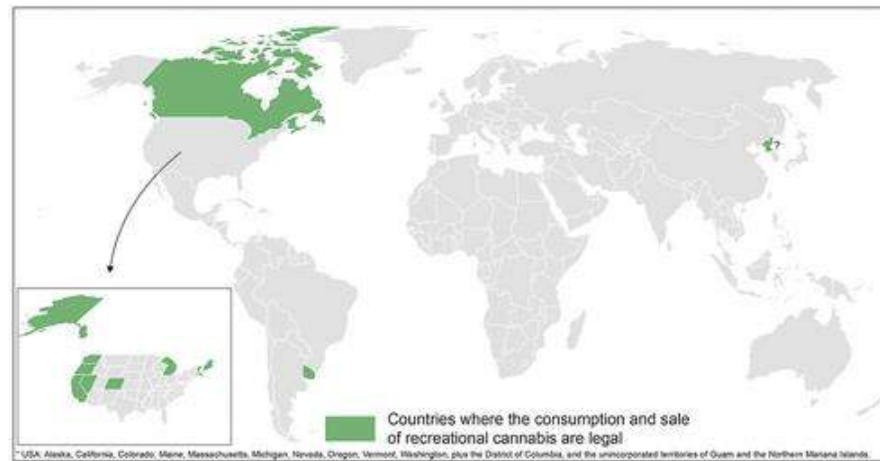 ?
Countries where the consumption and sale
of recreational cannabis are legal
* USA: Alaska, California, Colorado, Maine, Massachusetts, Michigan, Nevada, Oregon, Vermont, Washington, plus the District of Columbia, and the unincorporated territories of Guam and the Northern Mariana Islands.